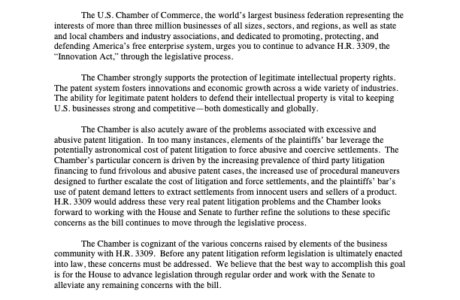 The U.S. Chamber of Commerce, the world's largest business federation representing the
interests of more than three million businesses of all sizes, sectors, and regions, as well as state
and local chambers and industry associations, and dedicated to promoting, protecting, and
defending America's free enterprise system, urges you to continue to advance H.R. 3309, the
"Innovation Act," through the legislative process.
The Chamber strongly supports the protection of legitimate intellectual property rights.
The patent system fosters innovations and economic growth across a wide variety of industries.
The ability for legitimate patent holders to defend their intellectual property is vital to keeping
U.S. businesses strong and competitive—both domestically and globally.
The Chamber is also acutely aware of the problems associated with excessive and
abusive patent litigation. In too many instances, elements of the plaintiffs' bar leverage the
potentially astronomical cost of patent litigation to force abusive and coercive settlements. The
Chamber's particular concern is driven by the increasing prevalence of third party litigation
financing to fund frivolous and abusive patent cases, the increased use of procedural maneuvers
designed to further escalate the cost of litigation and force settlements, and the plaintiffs' bar's
use of patent demand letters to extract settlements from innocent users and sellers of a product.
H.R. 3309 would address these very real patent litigation problems and the Chamber looks
forward to working with the House and Senate to further refine the solutions to these specific
concerns as the bill continues to move through the legislative process.
The Chamber is cognizant of the various concerns raised by elements of the business
community with H.R. 3309. Before any patent litigation reform legislation is ultimately enacted
into law, these concerns must be addressed. We believe that the best way to accomplish this goal
is for the House to advance legislation through regular order and work with the Senate to
alleviate any remaining concerns with the bill.